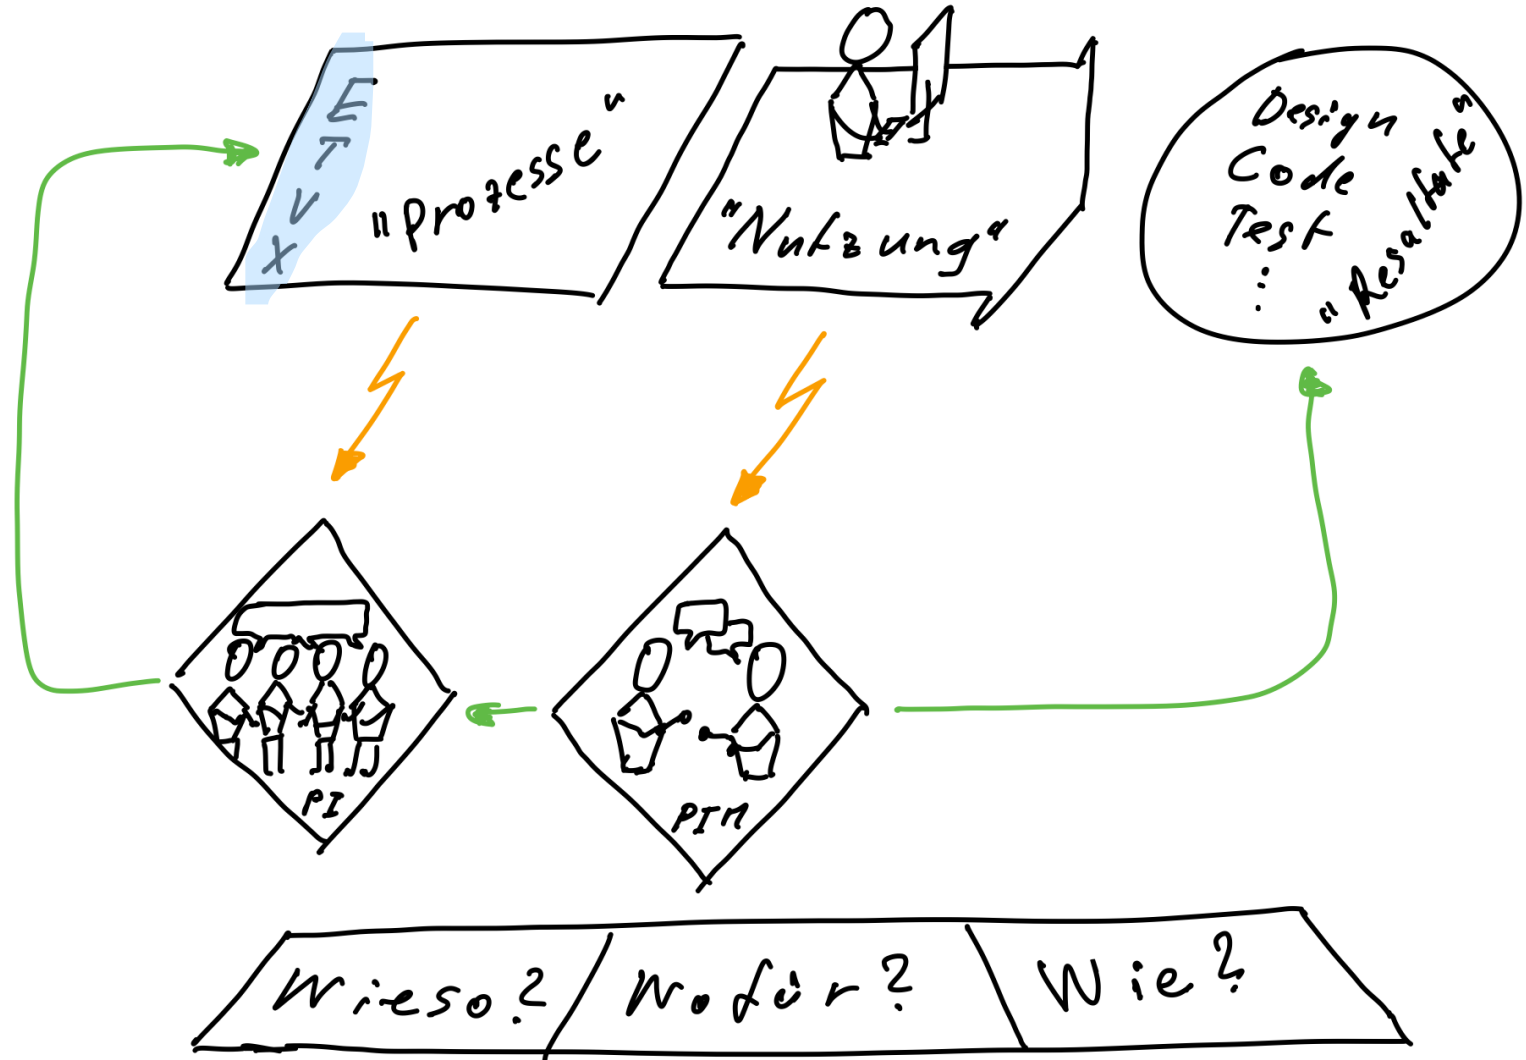 E
T
V
X
"Prozesse"
"Nutzung"
Design
Code
Test
⋮
"Resultate"
PI
PIM
Wieso?
Wofür?
Wie?